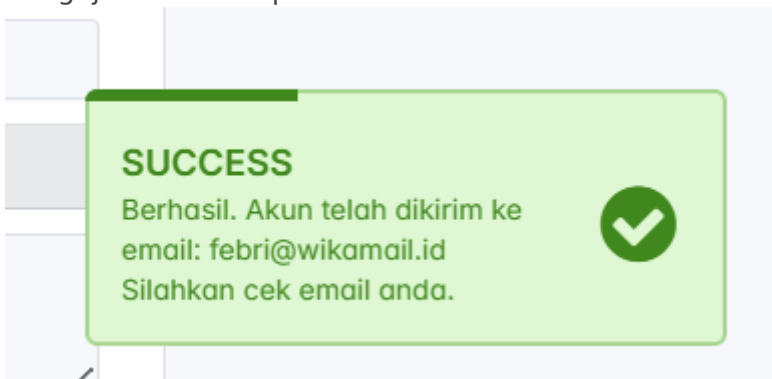 SUCCESS
Berhasil. Akun telah dikirim ke
email: febri@wikamail.id
Silahkan cek email anda.